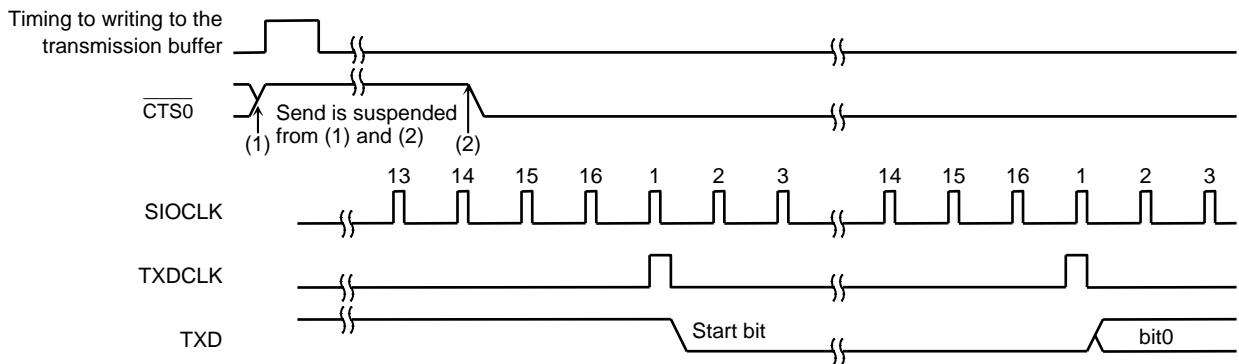 Timing to writing to the
transmission buffer
CTS0
Send is suspended
from (1) and (2)
(1)
(2)
13 14 15 16 1 2 3 14 15 16 1 2 3
SIOCLK
TXDCLK
TXD
Start bit
bit0